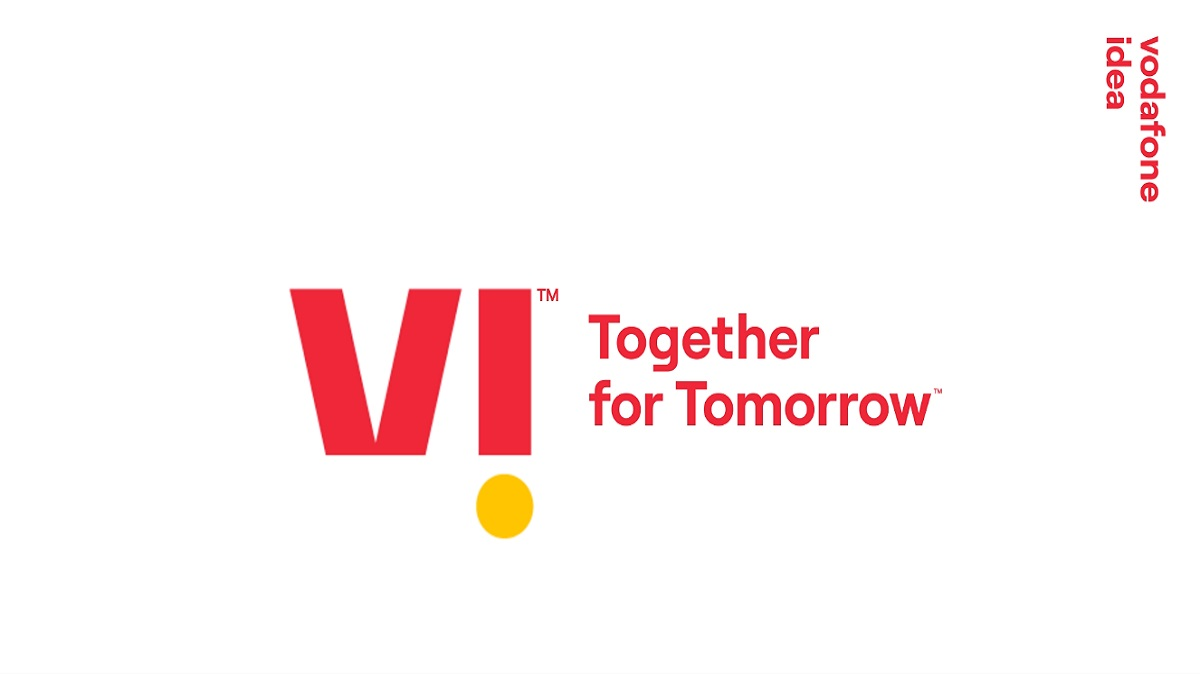 vodafone
idea
VI™
Together
for Tomorrow™